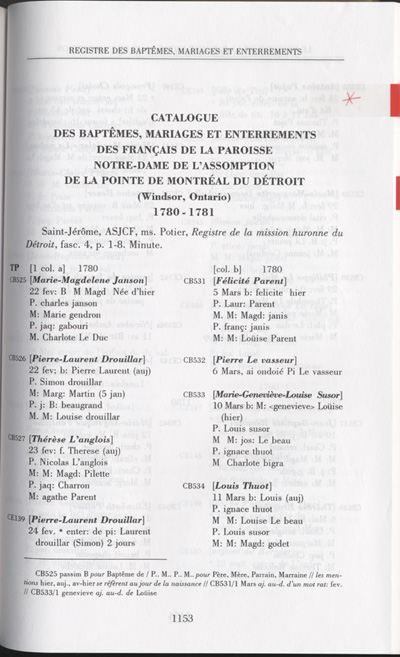 REGISTRE DES BAPTÊMES, MARIAGES ET ENTERREMENTS
CATALOGUE
DES BAPTÊMES, MARIAGES ET ENTERREMENTS
DES FRANÇAIS DE LA PAROISSE
NOTRE-DAME DE L'ASSOMPTION
DE LA POINTE DE MONTRÉAL DU DÉTROIT
(Windsor, Ontario)
1780 - 1781
Saint-Jérôme, ASJCF, ms. Potier, Registre de la mission huronne du
Détroit, fasc. 4, p. 1-8. Minute.
TP [1 col. a] 1780
CB525 [Marie-Magdelene Janson]
22 fev: B M Magd Née d'hier
P. charles janson
M: Marie gendron
P. jaq: gabouri
M. Charlote Le Duc
CB526 [Pierre-Laurent Drouillar]
22 fev; b: Pierre Laurent (auj)
P. Simon drouillar
M: Marg: Martin (5 jan)
P. j: B: beaugrand
M. M: Louise drouillar
CB527 [Thérèse L'anglois]
23 fev: f. Therese (auj)
P. Nicolas L'anglois
M: M: Magd: Pilette
P. jaq: Charron
M: agathe Parent
CE139 [Pierre-Laurent Drouillar]
24 fev. * enter: de pi: Laurent
drouillar (Simon) 2 jours
[col. b] 1780
CB531 [Félicité Parent]
5 Mars b: felicite hier
P. Laur: Parent
M. M: Magd: janis
P. franç: janis
M: M: Loüise Parent
CB532 [Pierre Le vasseur]
6 Mars, ai ondoié Pi Le vasseur
CB533 [Marie-Geneviève-Louise Susor]
10 Mars b: M: <genevieve> Loüise
(hier)
P. Louis susor
M M: jos: Le beau
P. ignace thuot
M Charlote bigra
CB534 [Louis Thuot]
11 Mars b: Louis (auj)
P. ignace thuot
M M: Louise Le beau
P. Louis susor
M: M: Magd: godet
CB525 passim B pour Baptême de / P.. M.. P.. M.. pour Père, Mère, Parrain, Marraine // les men-
tions hier, auj., av-hier se réfèrent au jour de la naissance // CB531/1 Mars aj. au-d. d'un mot rat: fev.
// CB533/1 genevieve aj. au-d. de Loüise
1153